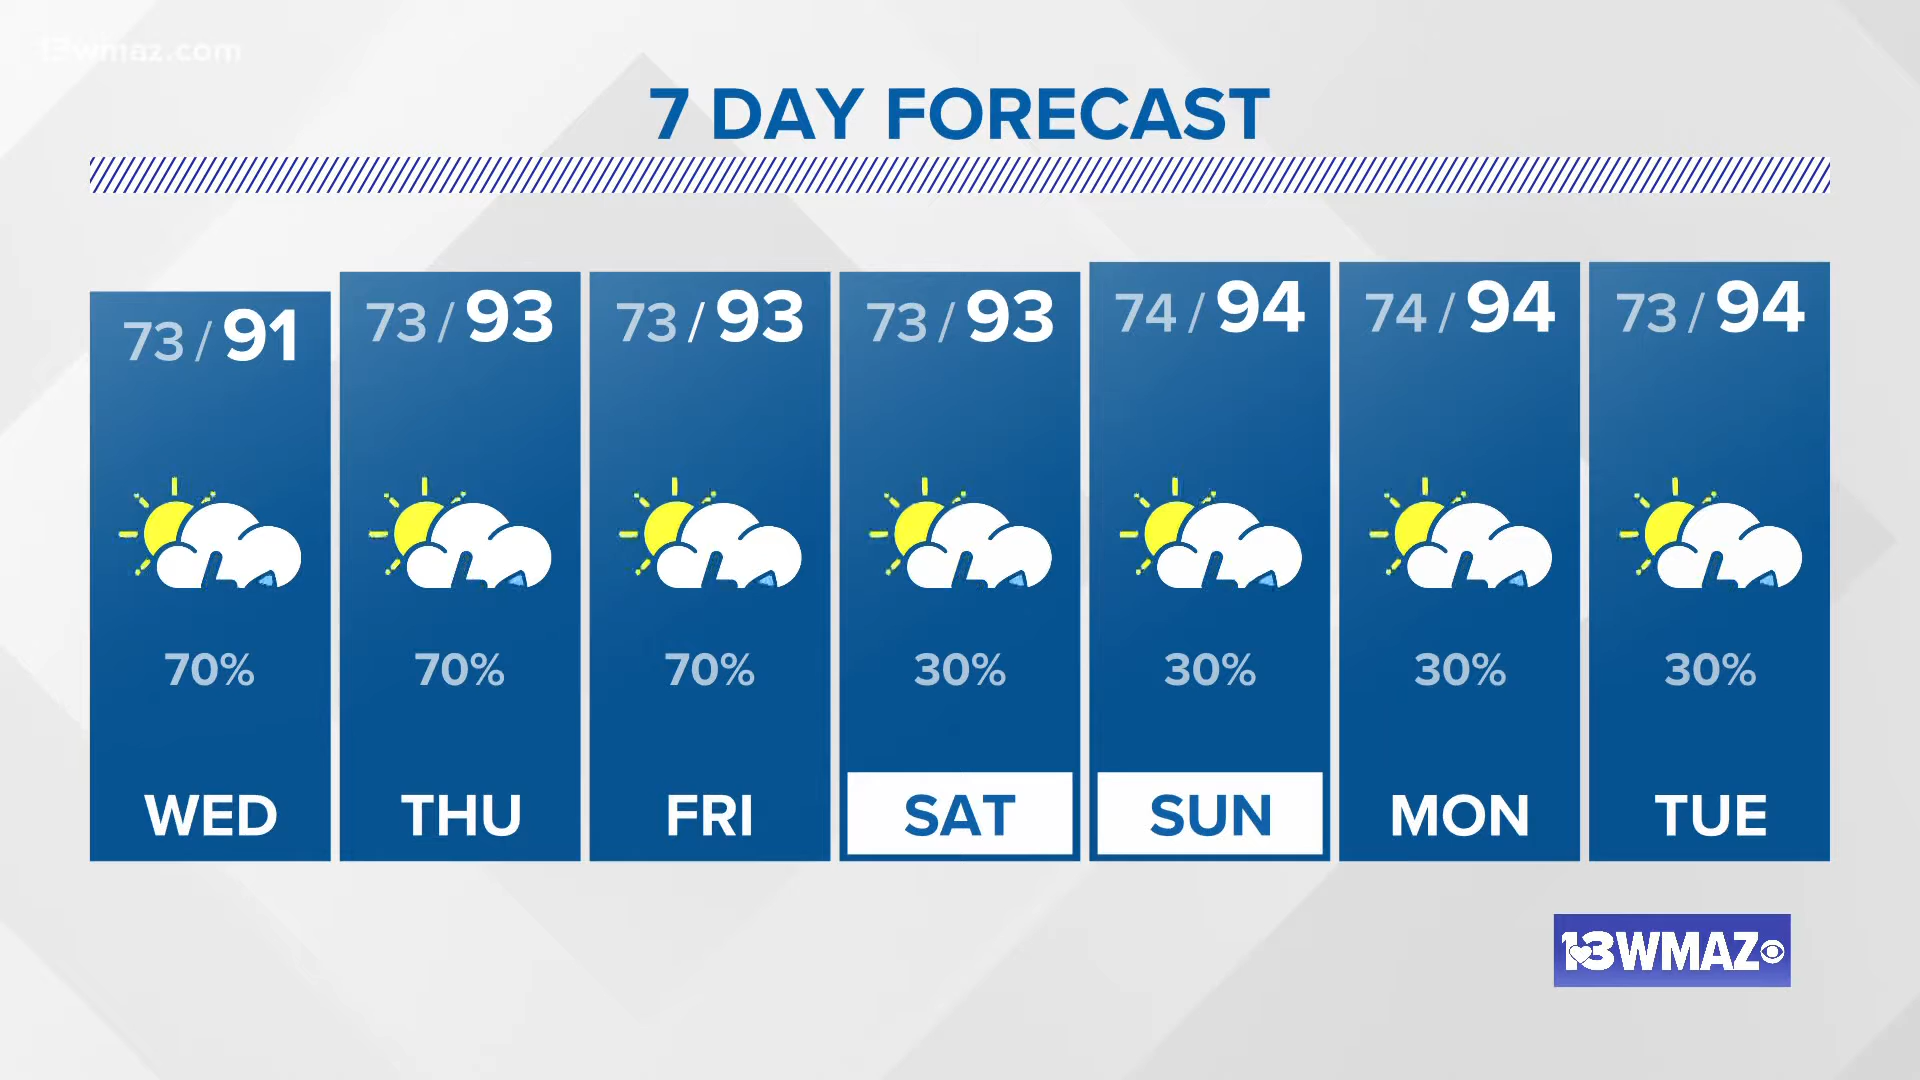 13wmaz.com
7 DAY FORECAST
73 / 91
73 / 93
73 / 93
73 / 93
74 / 94
74 / 94
73 / 94
70%
70%
70%
30%
30%
30%
30%
WED
THU
FRI
SAT
SUN
MON
TUE
13WMAZ